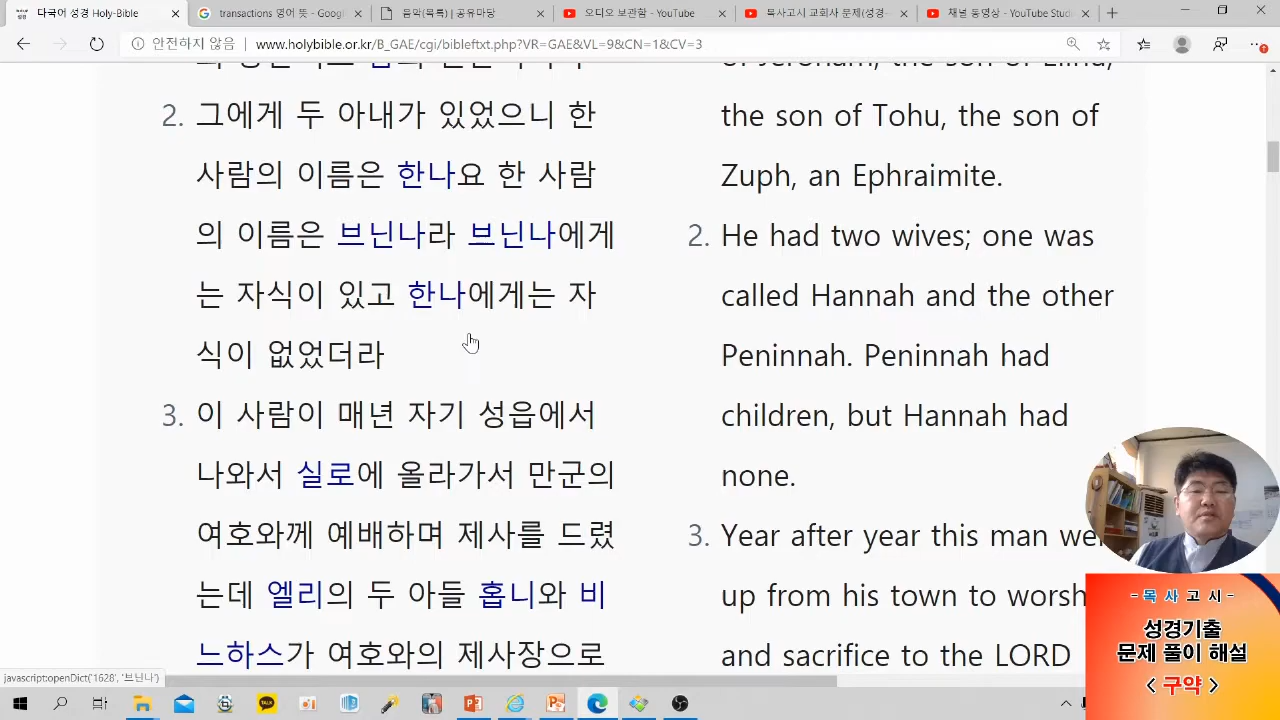 다국어 성경 Holy-Bible
transactions 영어 뜻 - Googl
음악(목록) | 공유마당
오디오 보관함 - YouTube
목사고시 교회사 문제(성경-
채널 동영상 - YouTube Stud
안전하지 않음
www.holybible.or.kr/B_GAE/cgi/bibleftxt.php?VR=GAE&VL=9&CN=1&CV=3
2. 그에게 두 아내가 있었으니 한
사람의 이름은 한나요 한 사람
의 이름은 브닌나라 브닌나에게
는 자식이 있고 한나에게는 자
식이 없었더라
3. 이 사람이 매년 자기 성읍에서
나와서 실로에 올라가서 만군의
여호와께 예배하며 제사를 드렸
는데 엘리의 두 아들 홉니와 비
느하스가 여호와의 제사장으로
of Jeroham, the son of Elihu,
the son of Tohu, the son of
Zuph, an Ephraimite.
2. He had two wives; one was
called Hannah and the other
Peninnah. Peninnah had
children, but Hannah had
none.
3. Year after year this man we
up from his town to worsh
and sacrifice to the LORD
javascript:openDict('1628', '브닌나')
TALK
- 목 사 고 시 -
성경기출
문제 풀이 해설
< 구약 >